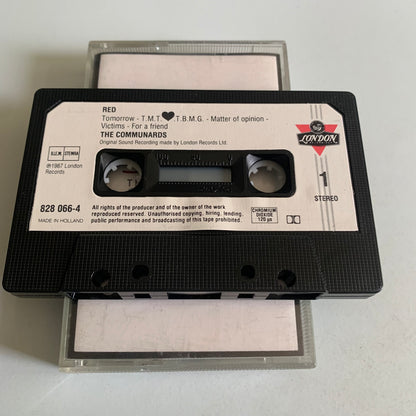 RED
Tomorrow - T.M.T ♥ T.B.M.G. - Matter of opinion -
Victims - For a friend
THE COMMUNARDS
Original Sound Recording made by London Records Ltd.
B.I.E.M. STEMRA
℗1987 London
Records
LONDON
1
STEREO
828 066-4
MADE IN HOLLAND
All rights of the producer and of the owner of the work
reproduced reserved. Unauthorised copying, hiring, lending,
public performance and broadcasting of this tape prohibited.
CHROMIUM
DIOXIDE
120 µs